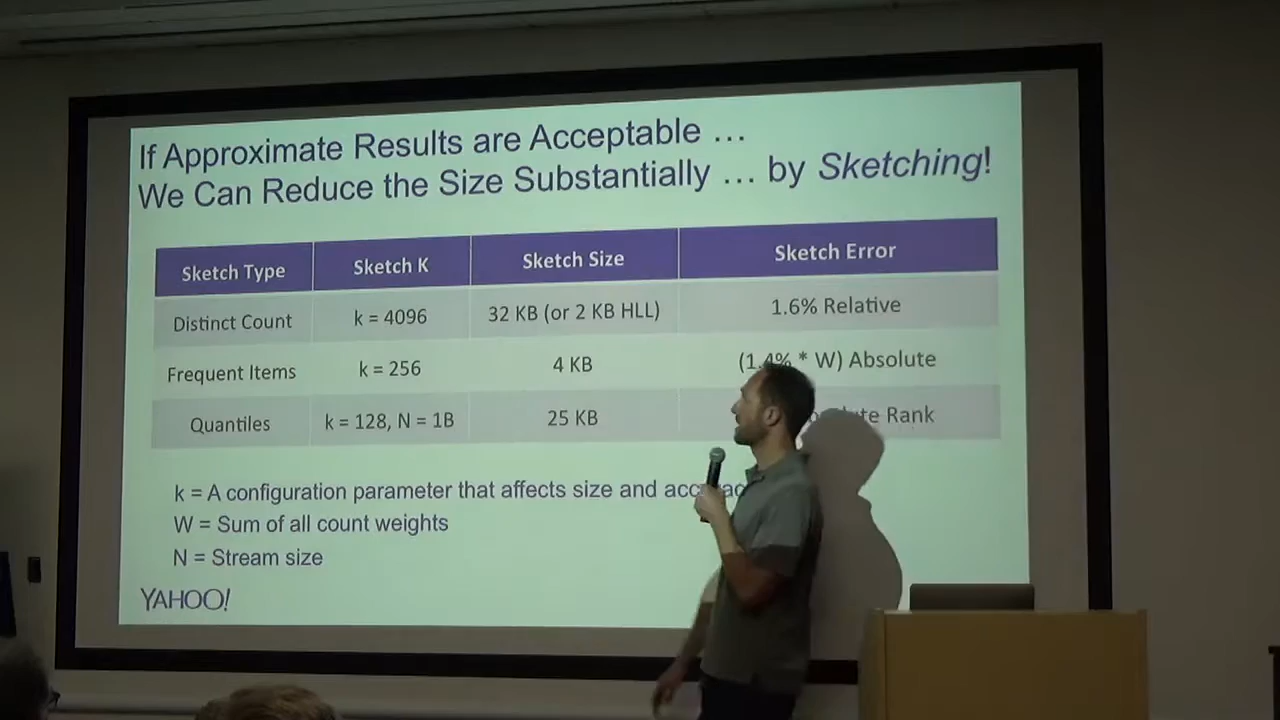 If Approximate Results are Acceptable …
We Can Reduce the Size Substantially … by Sketching!
Sketch Type Sketch K Sketch Size Sketch Error
Distinct Count k = 4096 32 KB (or 2 KB HLL) 1.6% Relative
Frequent Items k = 256 4 KB (1.4% * W) Absolute
Quantiles k = 128, N = 1B 25 KB Rank
k = A configuration parameter that affects size and
W = Sum of all count weights
N = Stream size
YAHOO!